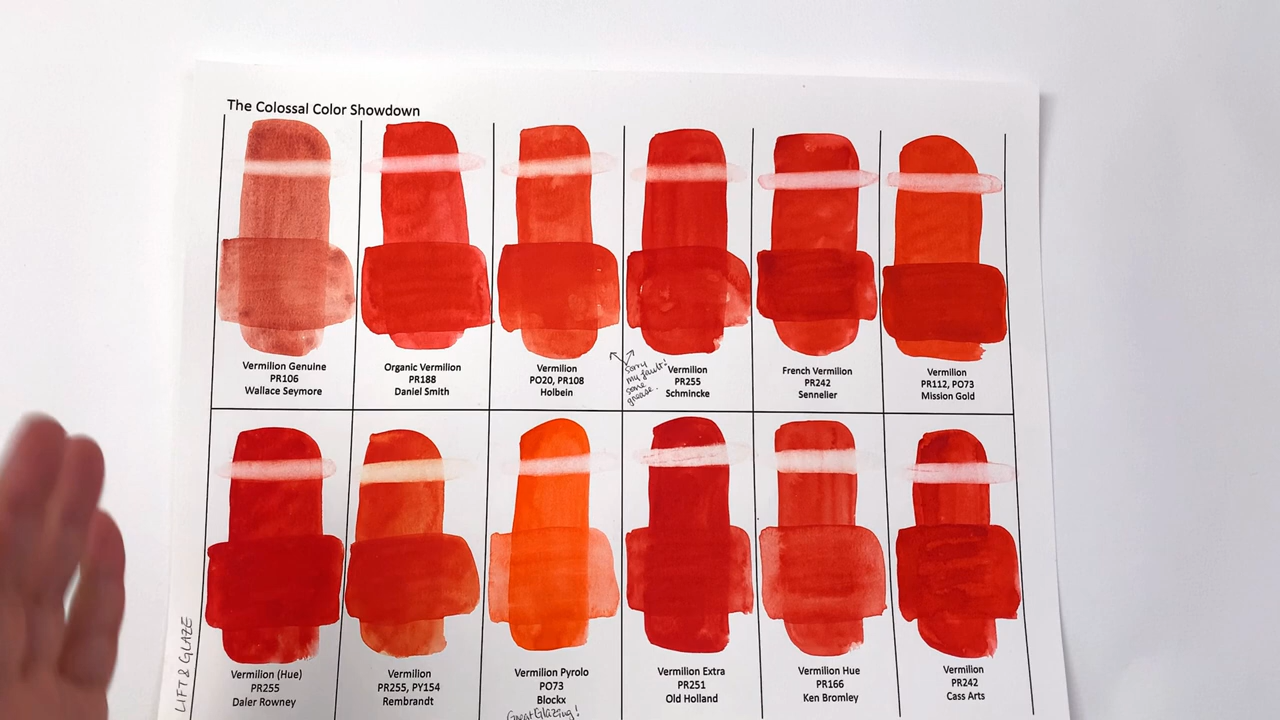 The Colossal Color Showdown
Vermilion Genuine
PR106
Wallace Seymore
Organic Vermilion
PR188
Daniel Smith
Vermilion
PO20, PR108
Holbein
Sorry
my fault!
some
grease.
Vermilion
PR255
Schmincke
French Vermilion
PR242
Sennelier
Vermilion
PR112, PO73
Mission Gold
LIFT & GLAZE
Vermilion (Hue)
PR255
Daler Rowney
Vermilion
PR255, PY154
Rembrandt
Vermilion Pyrolo
PO73
Blockx
Great Glazing!
Vermilion Extra
PR251
Old Holland
Vermilion Hue
PR166
Ken Bromley
Vermilion
PR242
Cass Arts